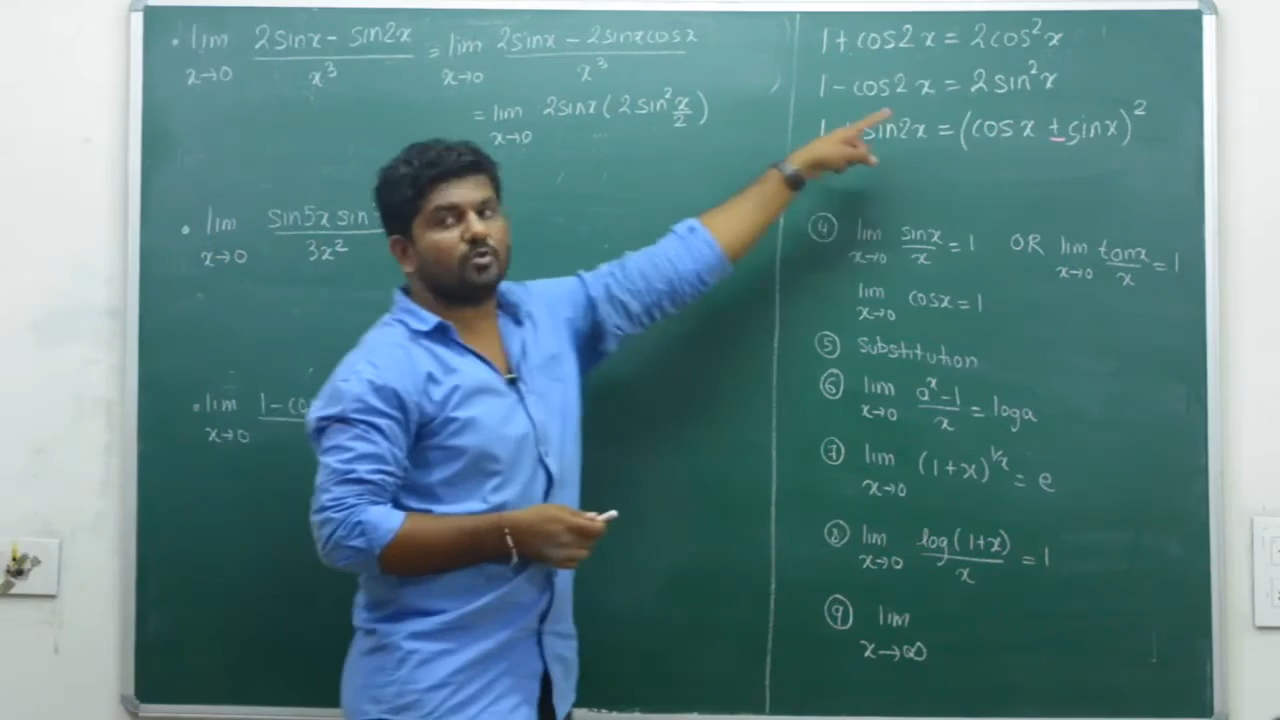 • lim x→0 (2sinx − sin2x)/x³ = lim x→0 (2sinx − 2sinxcosx)/x³
= lim x→0 2sinx(2sin² x/2)
• lim x→0 sin5x sin /3x²
• lim x→0 1−co
1+cos2x = 2cos²x
1−cos2x = 2sin²x
sin2x = (cosx ± sinx)²
④ lim x→0 sinx/x = 1 OR lim x→0 tanx/x = 1
lim x→0 cosx = 1
⑤ Substitution
⑥ lim x→0 (aˣ−1)/x = loga
⑦ lim x→0 (1+x)^1/x = e
⑧ lim x→0 log(1+x)/x = 1
⑨ lim x→∞